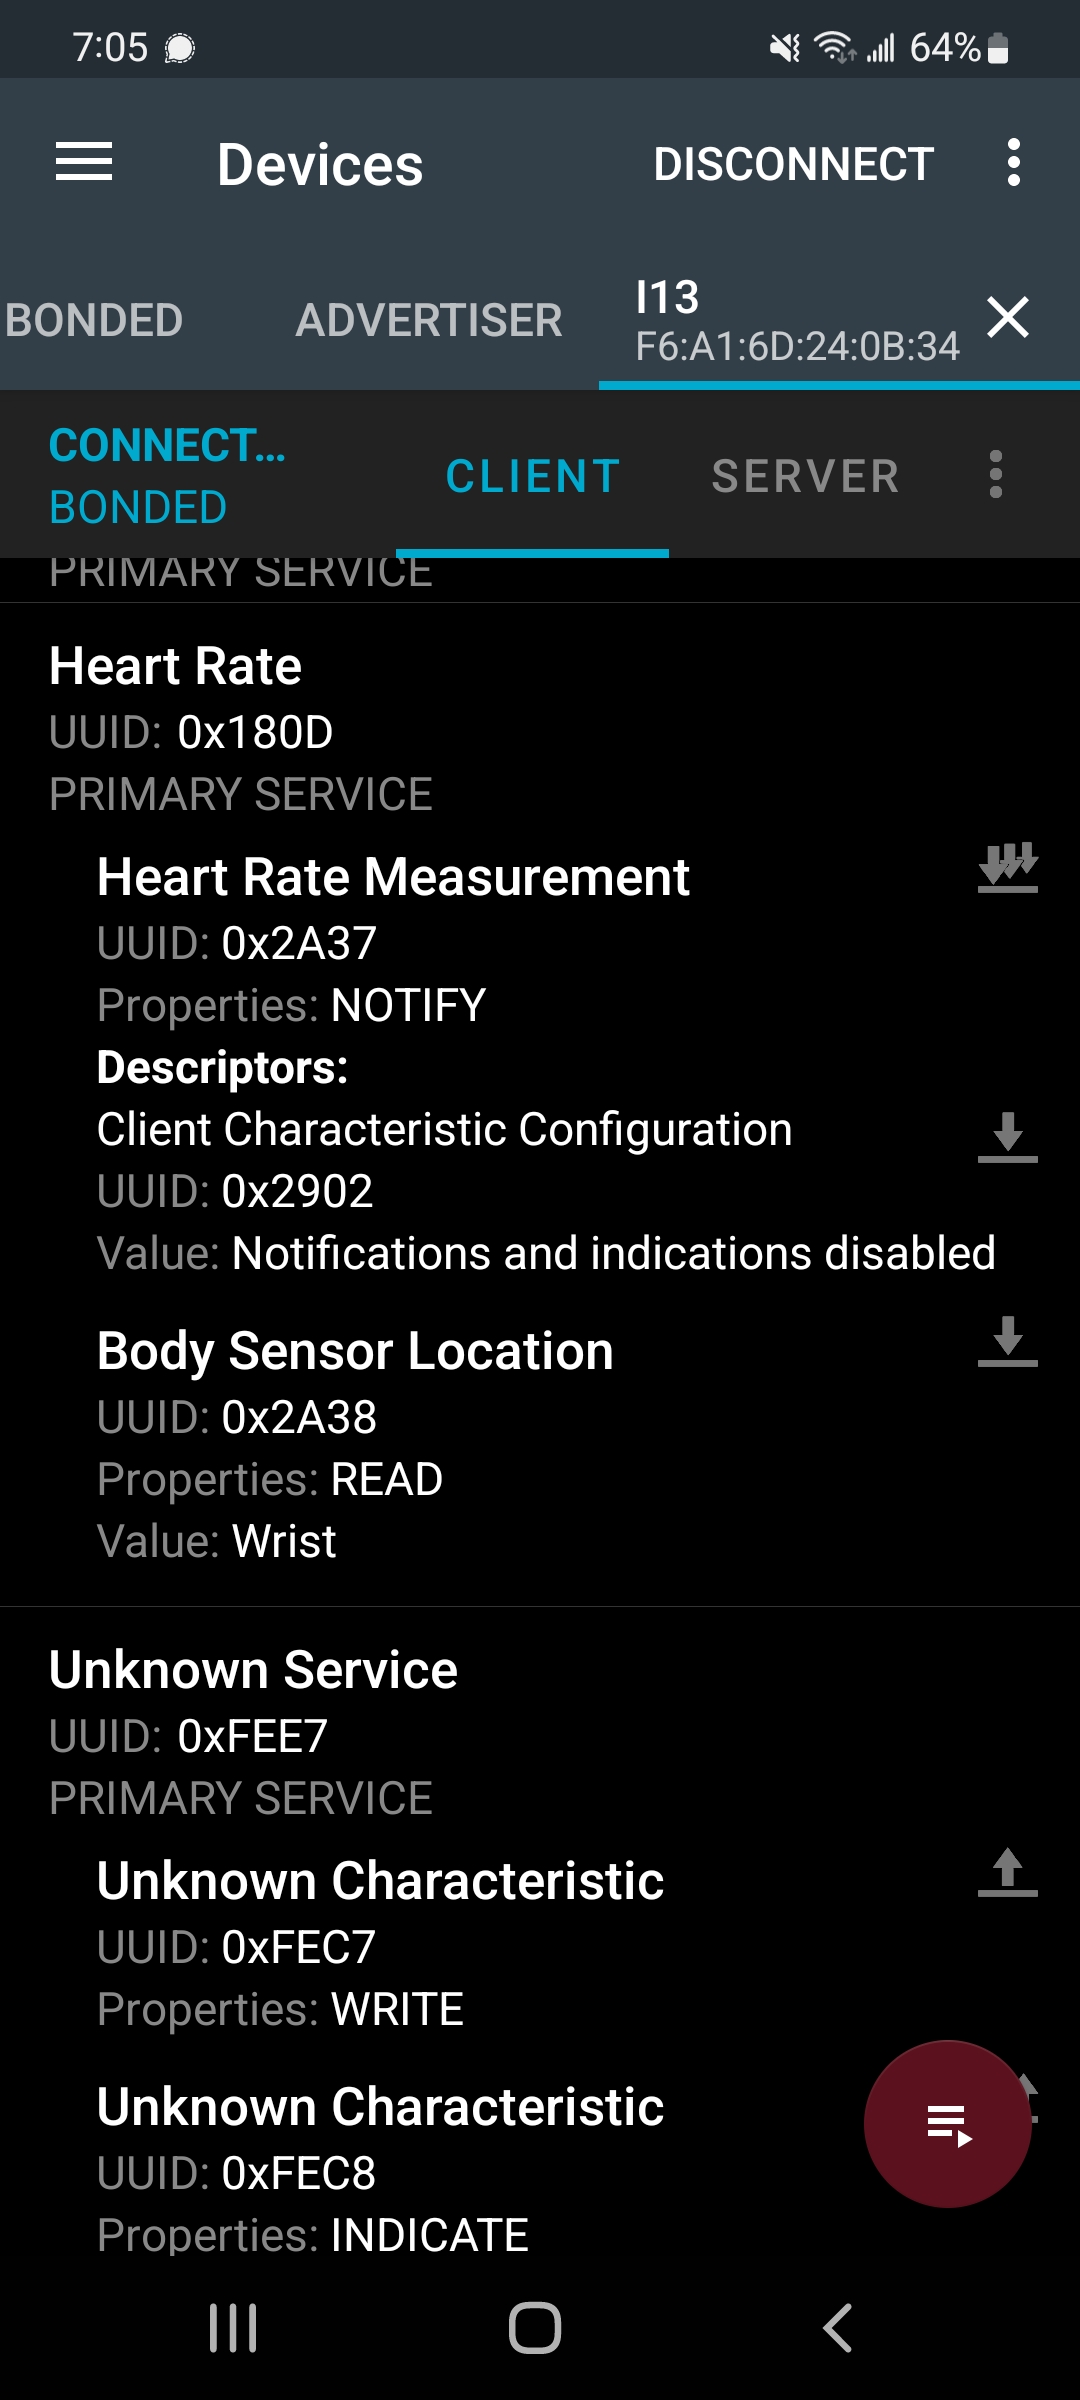 7:05
64%
Devices
DISCONNECT
BONDED
ADVERTISER
I13
F6:A1:6D:24:0B:34
CONNECT...
BONDED
CLIENT
SERVER
PRIMARY SERVICE
Heart Rate
UUID: 0x180D
PRIMARY SERVICE
Heart Rate Measurement
UUID: 0x2A37
Properties: NOTIFY
Descriptors:
Client Characteristic Configuration
UUID: 0x2902
Value: Notifications and indications disabled
Body Sensor Location
UUID: 0x2A38
Properties: READ
Value: Wrist
Unknown Service
UUID: 0xFEE7
PRIMARY SERVICE
Unknown Characteristic
UUID: 0xFEC7
Properties: WRITE
Unknown Characteristic
UUID: 0xFEC8
Properties: INDICATE